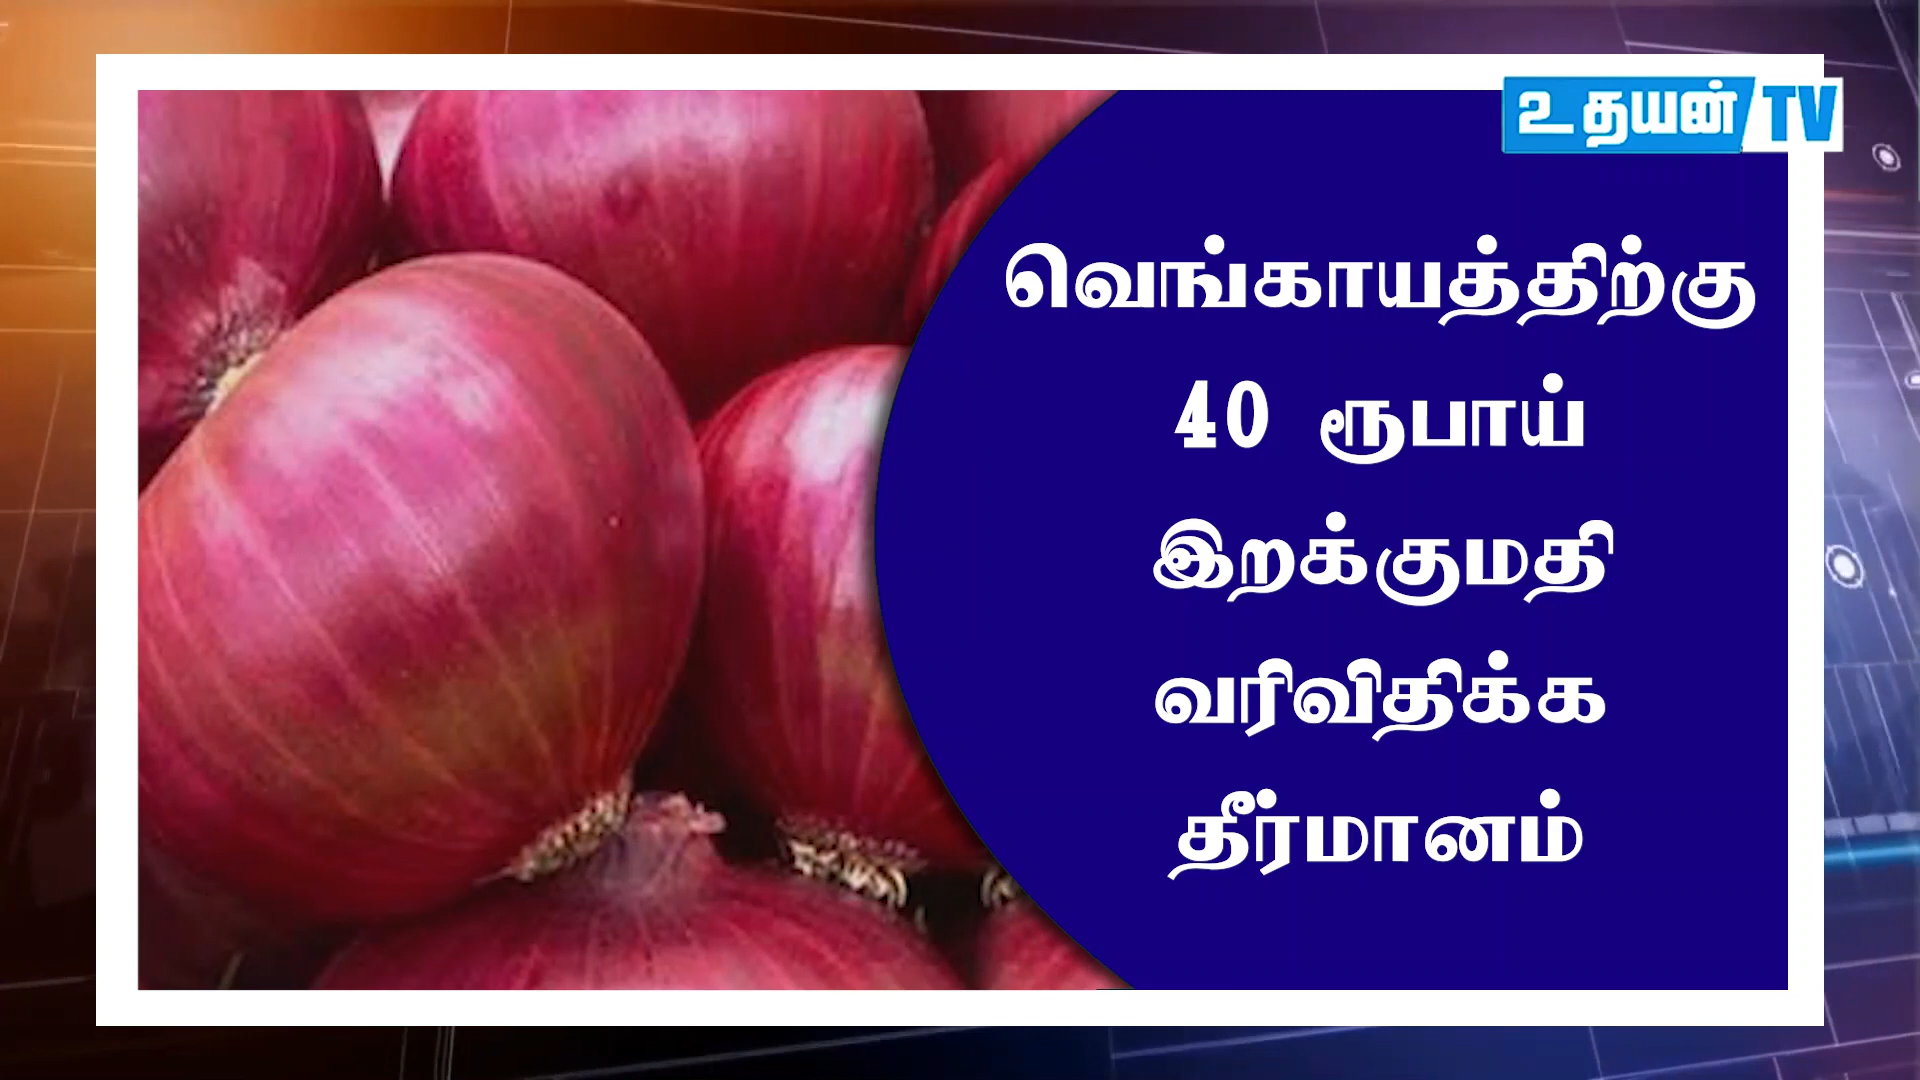 உதயன் TV
வெங்காயத்திற்கு
40 ரூபாய்
இறக்குமதி
வரிவிதிக்க
தீர்மானம்